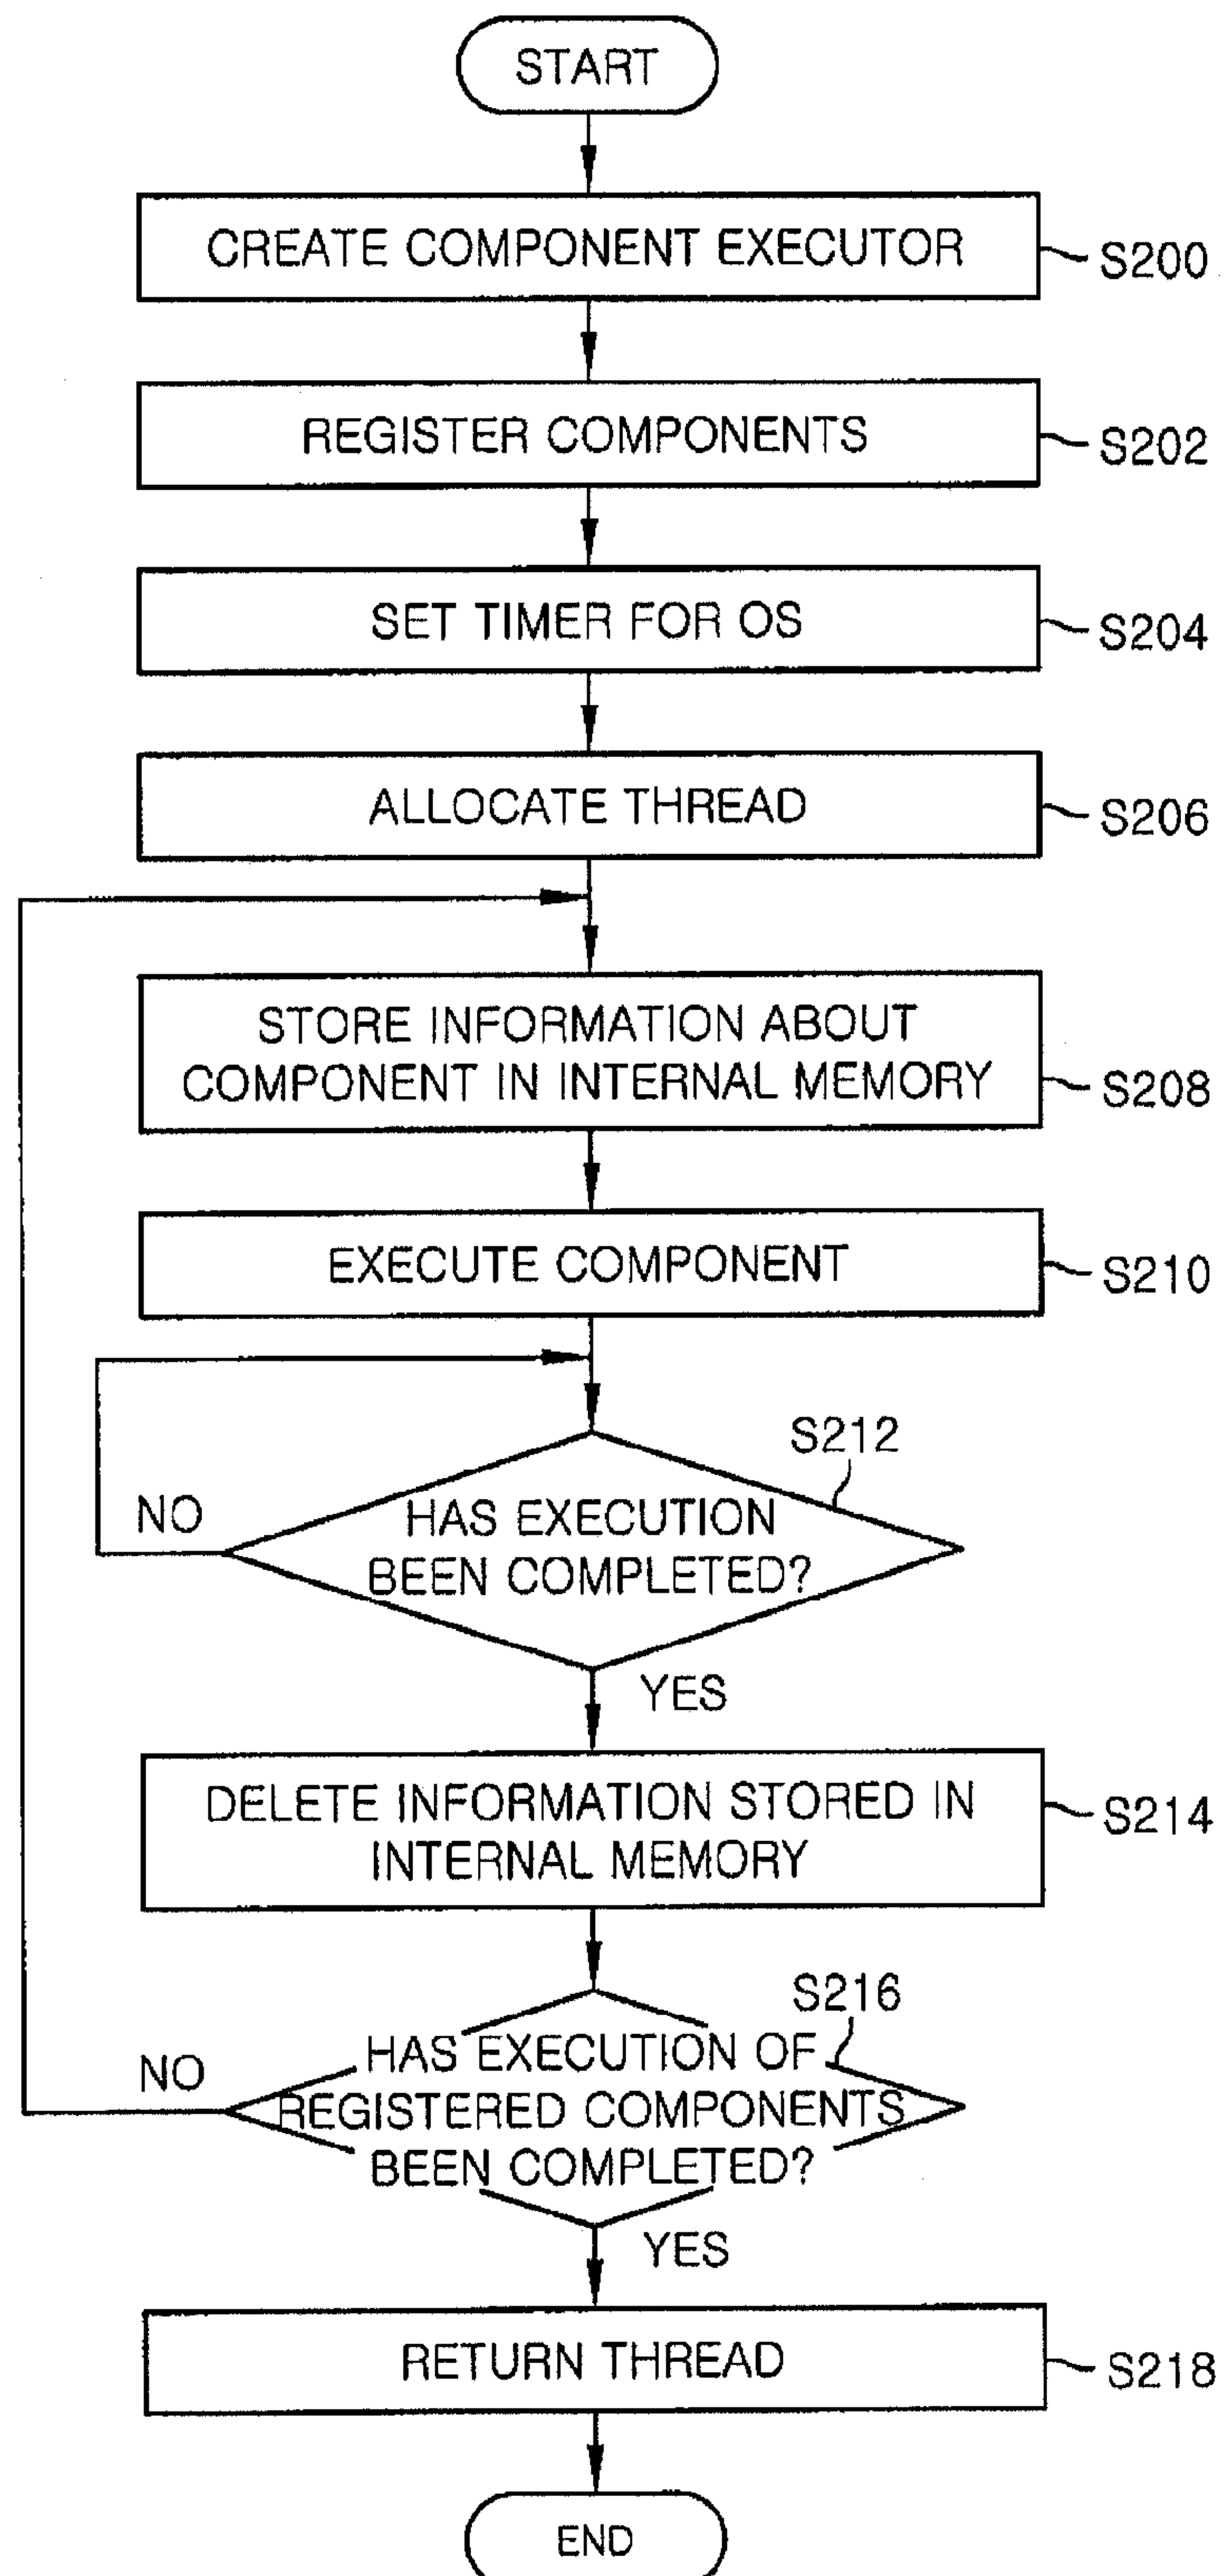 START
CREATE COMPONENT EXECUTOR
S200
REGISTER COMPONENTS
S202
SET TIMER FOR OS
S204
ALLOCATE THREAD
S206
STORE INFORMATION ABOUT
COMPONENT IN INTERNAL MEMORY
S208
EXECUTE COMPONENT
S210
S212
NO
HAS EXECUTION
BEEN COMPLETED?
YES
DELETE INFORMATION STORED IN
INTERNAL MEMORY
S214
S216
NO
HAS EXECUTION OF
REGISTERED COMPONENTS
BEEN COMPLETED?
YES
RETURN THREAD
S218
END